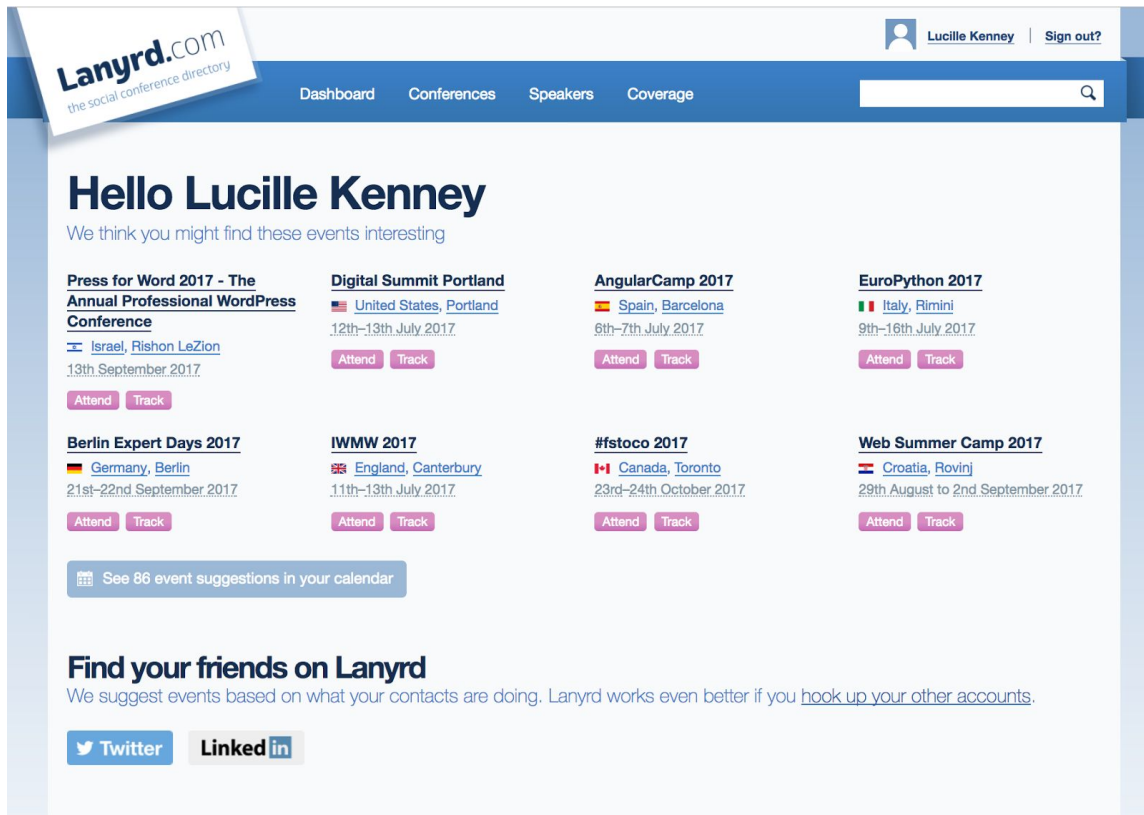 Lanyrd.com
the social conference directory
Lucille Kenney
Sign out?
Dashboard Conferences Speakers Coverage
Hello Lucille Kenney
We think you might find these events interesting
Press for Word 2017 - The
Annual Professional WordPress
Conference
Israel, Rishon LeZion
13th September 2017
Attend Track
Digital Summit Portland
United States, Portland
12th–13th July 2017
Attend Track
AngularCamp 2017
Spain, Barcelona
6th–7th July 2017
Attend Track
EuroPython 2017
Italy, Rimini
9th–16th July 2017
Attend Track
Berlin Expert Days 2017
Germany, Berlin
21st–22nd September 2017
Attend Track
IWMW 2017
England, Canterbury
11th–13th July 2017
Attend Track
#fstoco 2017
Canada, Toronto
23rd–24th October 2017
Attend Track
Web Summer Camp 2017
Croatia, Rovinj
29th August to 2nd September 2017
Attend Track
See 86 event suggestions in your calendar
Find your friends on Lanyrd
We suggest events based on what your contacts are doing. Lanyrd works even better if you hook up your other accounts.
Twitter
Linked in